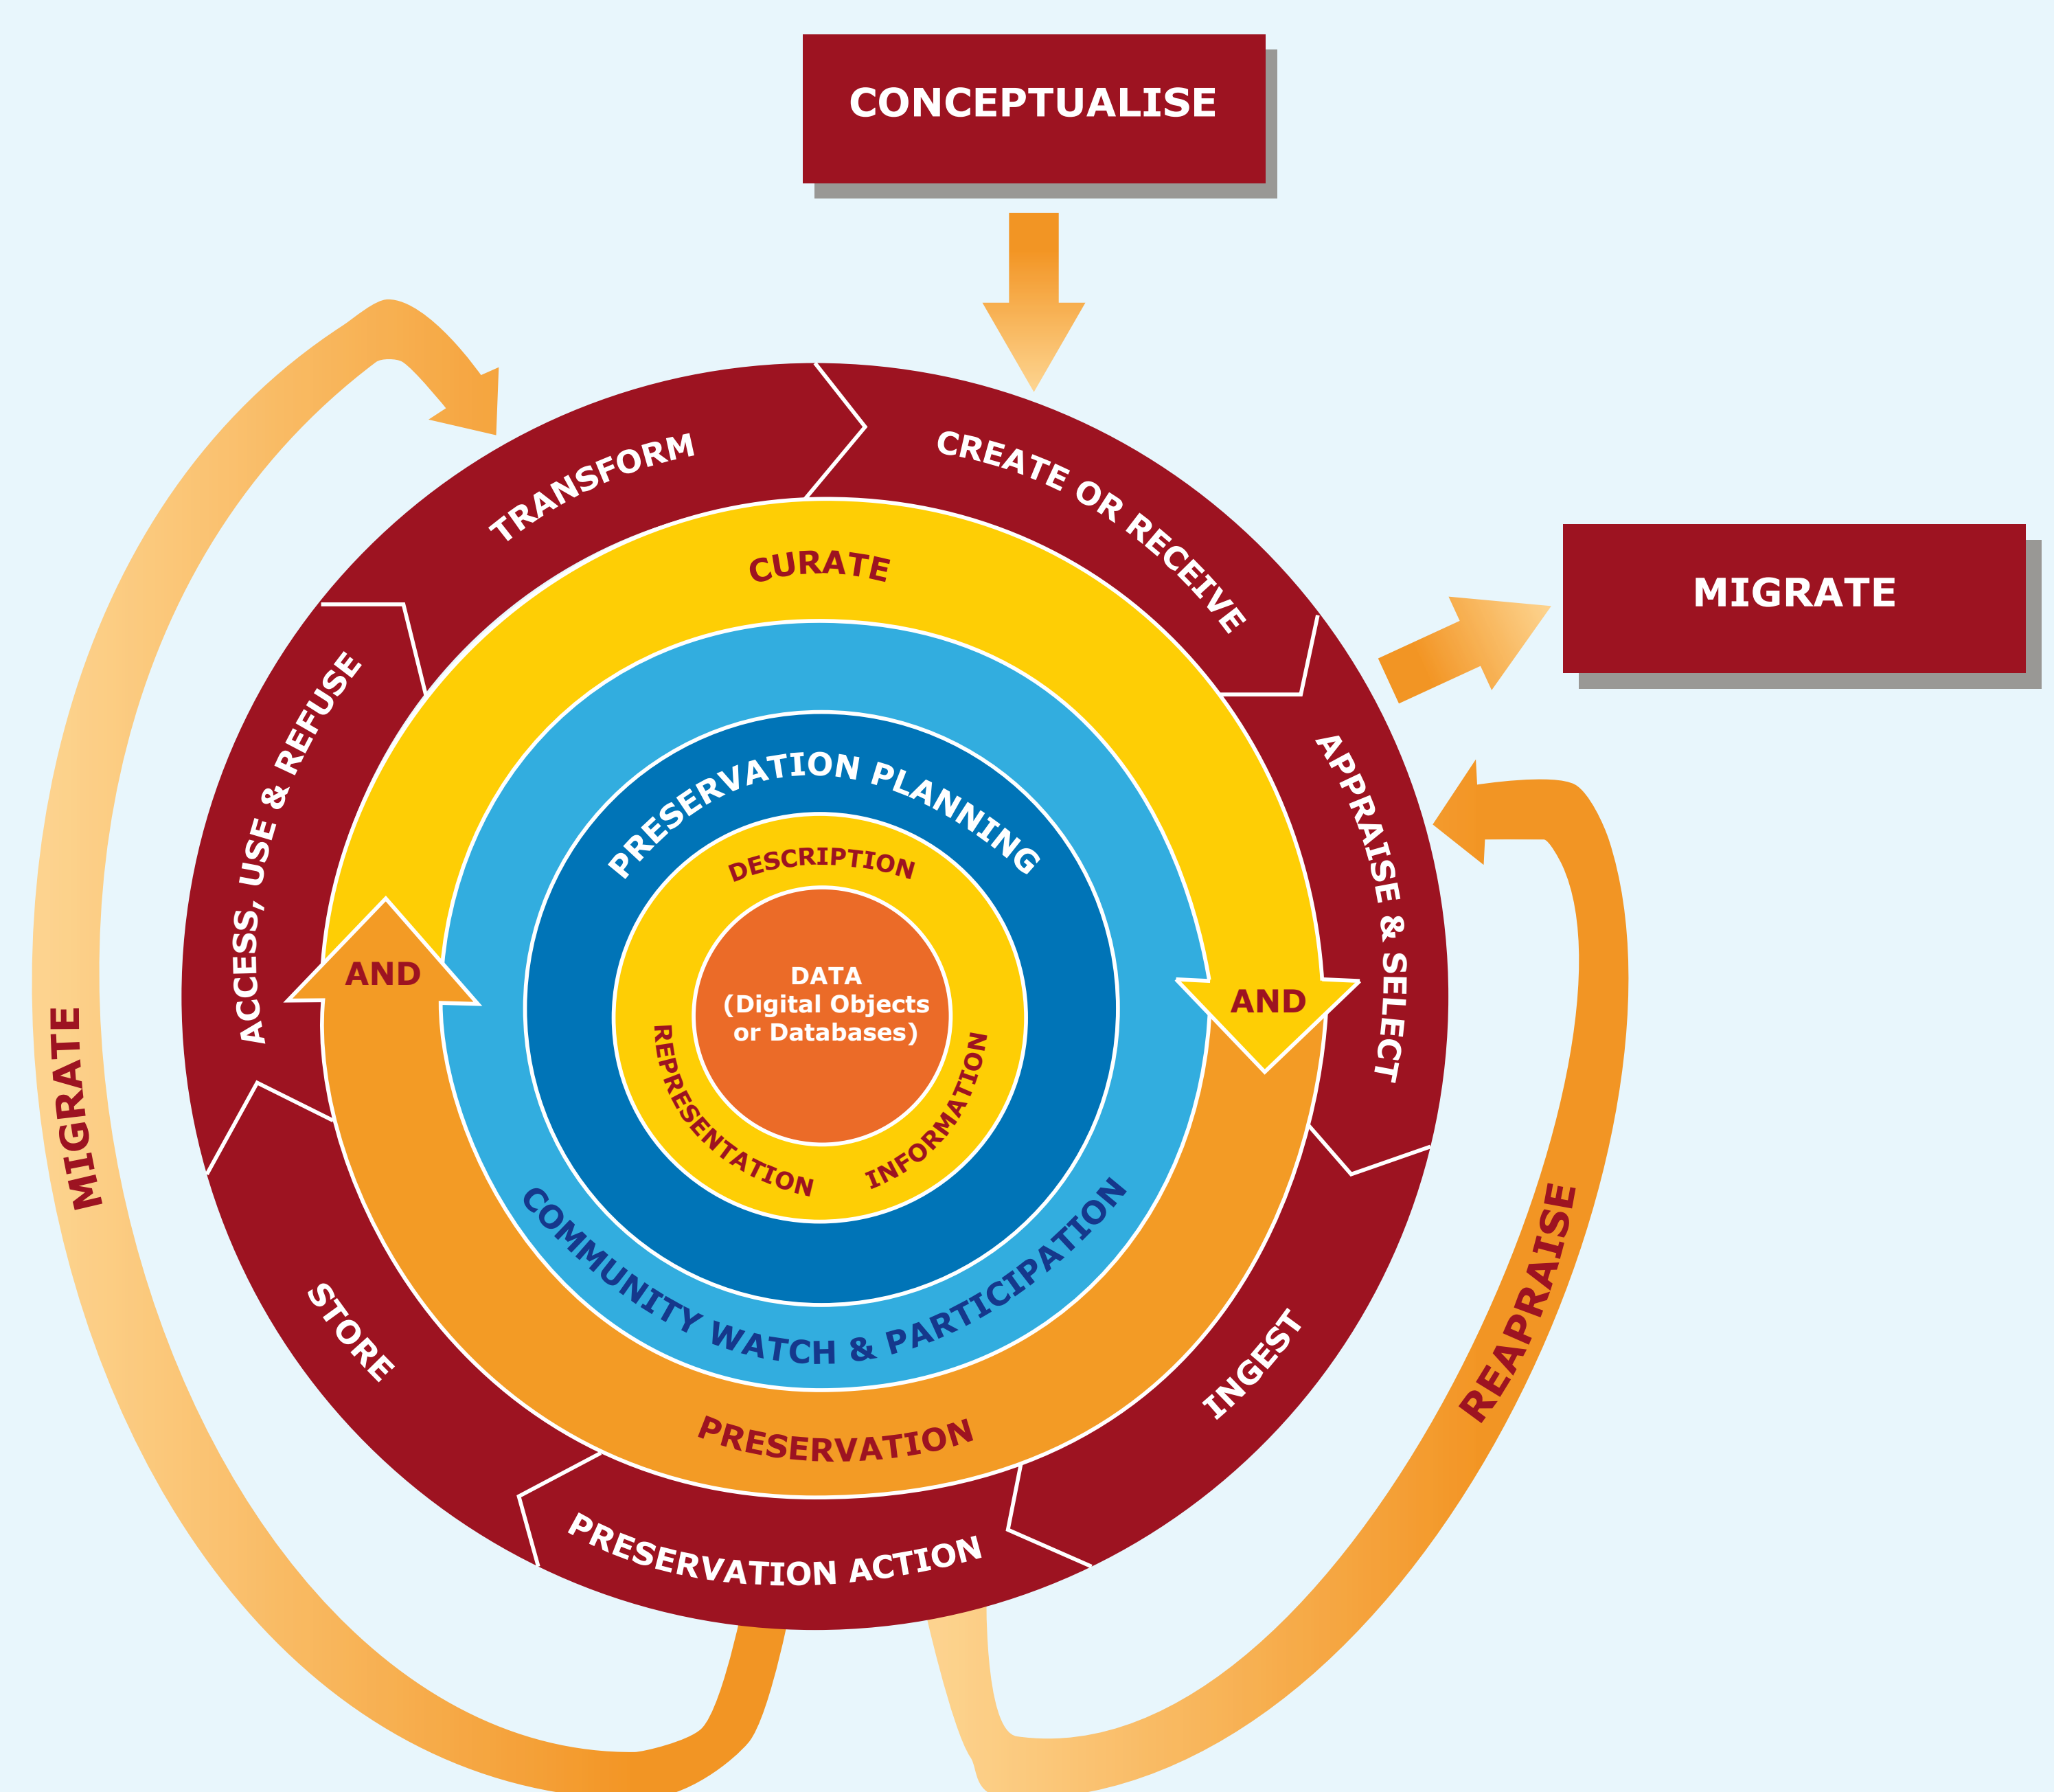 CONCEPTUALISE
TRANSFORM
CREATE OR RECEIVE
CURATE
MIGRATE
ACCESS, USE & REFUSE
APPRAISE & SELECT
PRESERVATION PLANNING
DESCRIPTION
AND
DATA
(Digital Objects
or Databases)
AND
REPRESENTATION
INFORMATION
MIGRATE
COMMUNITY WATCH & PARTICIPATION
REAPRAISE
STORE
INGEST
PRESERVATION
PRESERVATION ACTION